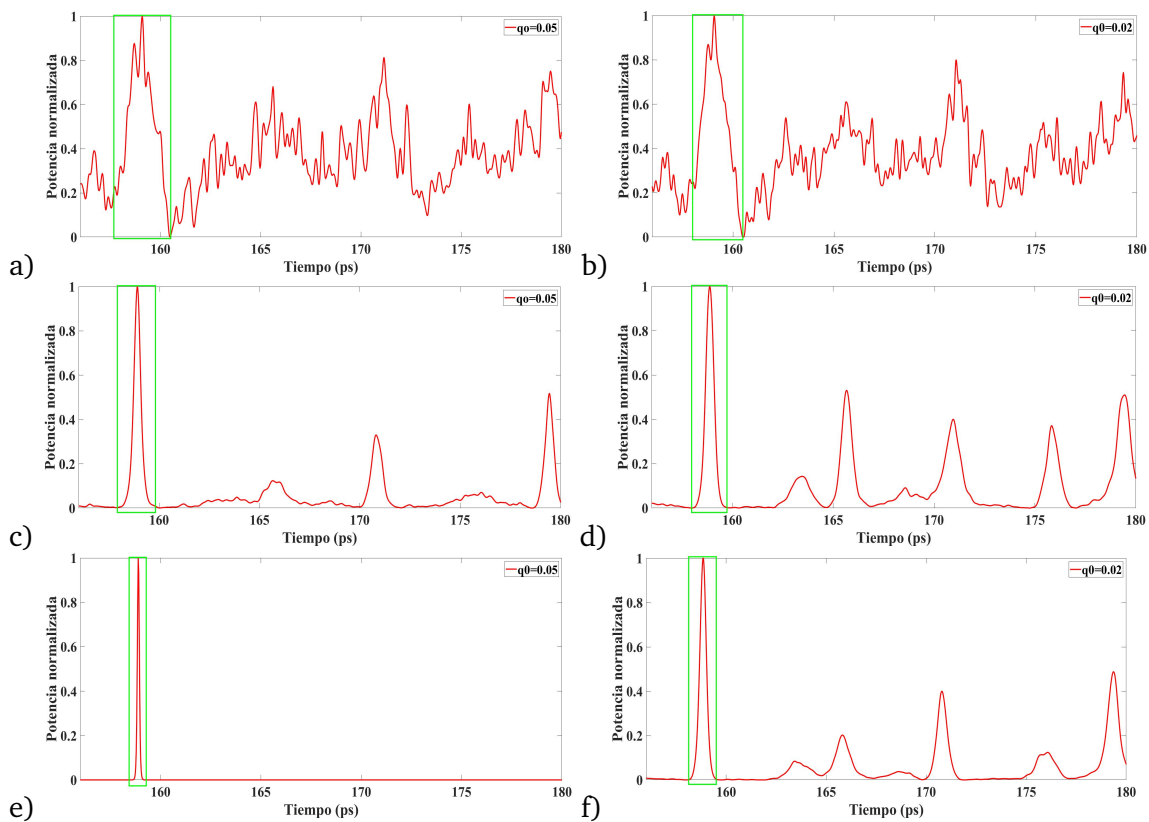 1
0.8
0.6
0.4
0.2
0
Potencia normalizada
qo=0.05
160
165
170
175
180
Tiempo (ps)
a)
1
0.8
0.6
0.4
0.2
0
Potencia normalizada
q0=0.02
160
165
170
175
180
Tiempo (ps)
b)
1
0.8
0.6
0.4
0.2
0
Potencia normalizada
qo=0.05
160
165
170
175
180
Tiempo (ps)
c)
1
0.8
0.6
0.4
0.2
0
Potencia normalizada
q0=0.02
160
165
170
175
180
Tiempo (ps)
d)
1
0.8
0.6
0.4
0.2
0
Potencia normalizada
q0=0.05
160
165
170
175
180
Tiempo (ps)
e)
1
0.8
0.6
0.4
0.2
0
Potencia normalizada
q0=0.02
160
165
170
175
180
Tiempo (ps)
f)